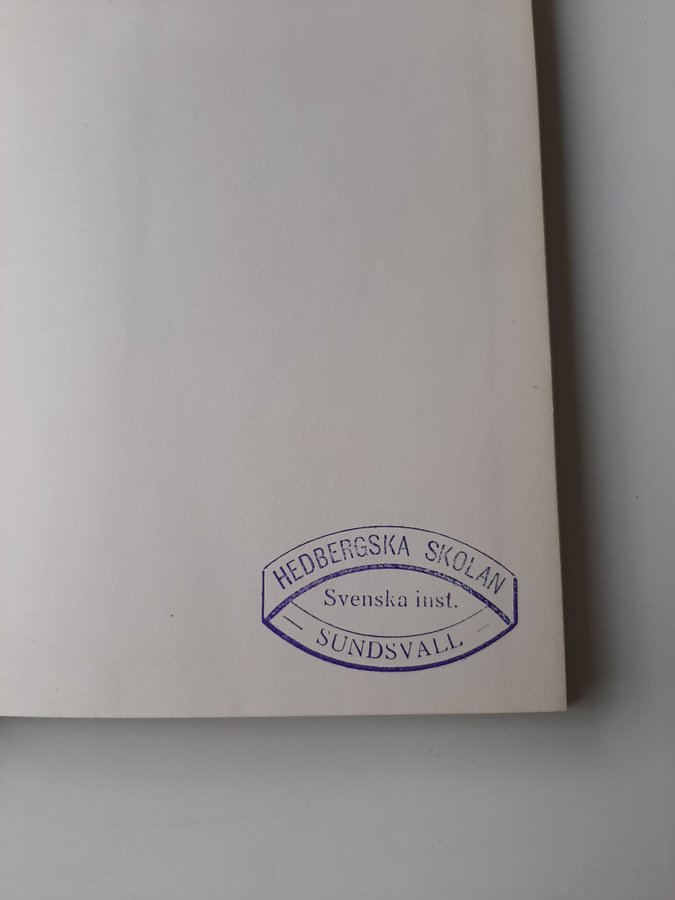 HEDBERGSKA SKOLAN
Svenska inst.
— SUNDSVALL —